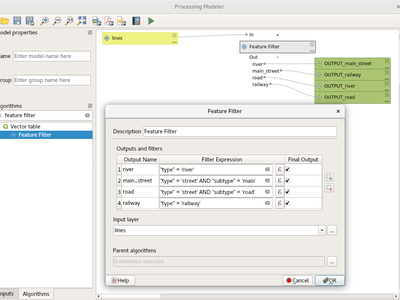 Processing Modeler
model properties
Name
Enter model name here
Group
Enter group name here
Algorithms
feature filter
Vector table
Feature Filter
Inputs
Algorithms
lines
In
Feature Filter
Out
river
main_street
road
railway
OUTPUT_main_street
OUTPUT_railway
OUTPUT_river
OUTPUT_road
Feature Filter
Description Feature Filter
Outputs and filters
Output Name Filter Expression Final Output
1 river "type" = 'river' ε
2 main_street "type" = 'street' AND "subtype" = 'main' ε
3 road "type" = 'street' AND "subtype" = 'road' ε
4 railway "type" = 'railway' ε
Input layer
lines
...
Parent algorithms
0 elements selected
...
Help
Cancel
OK